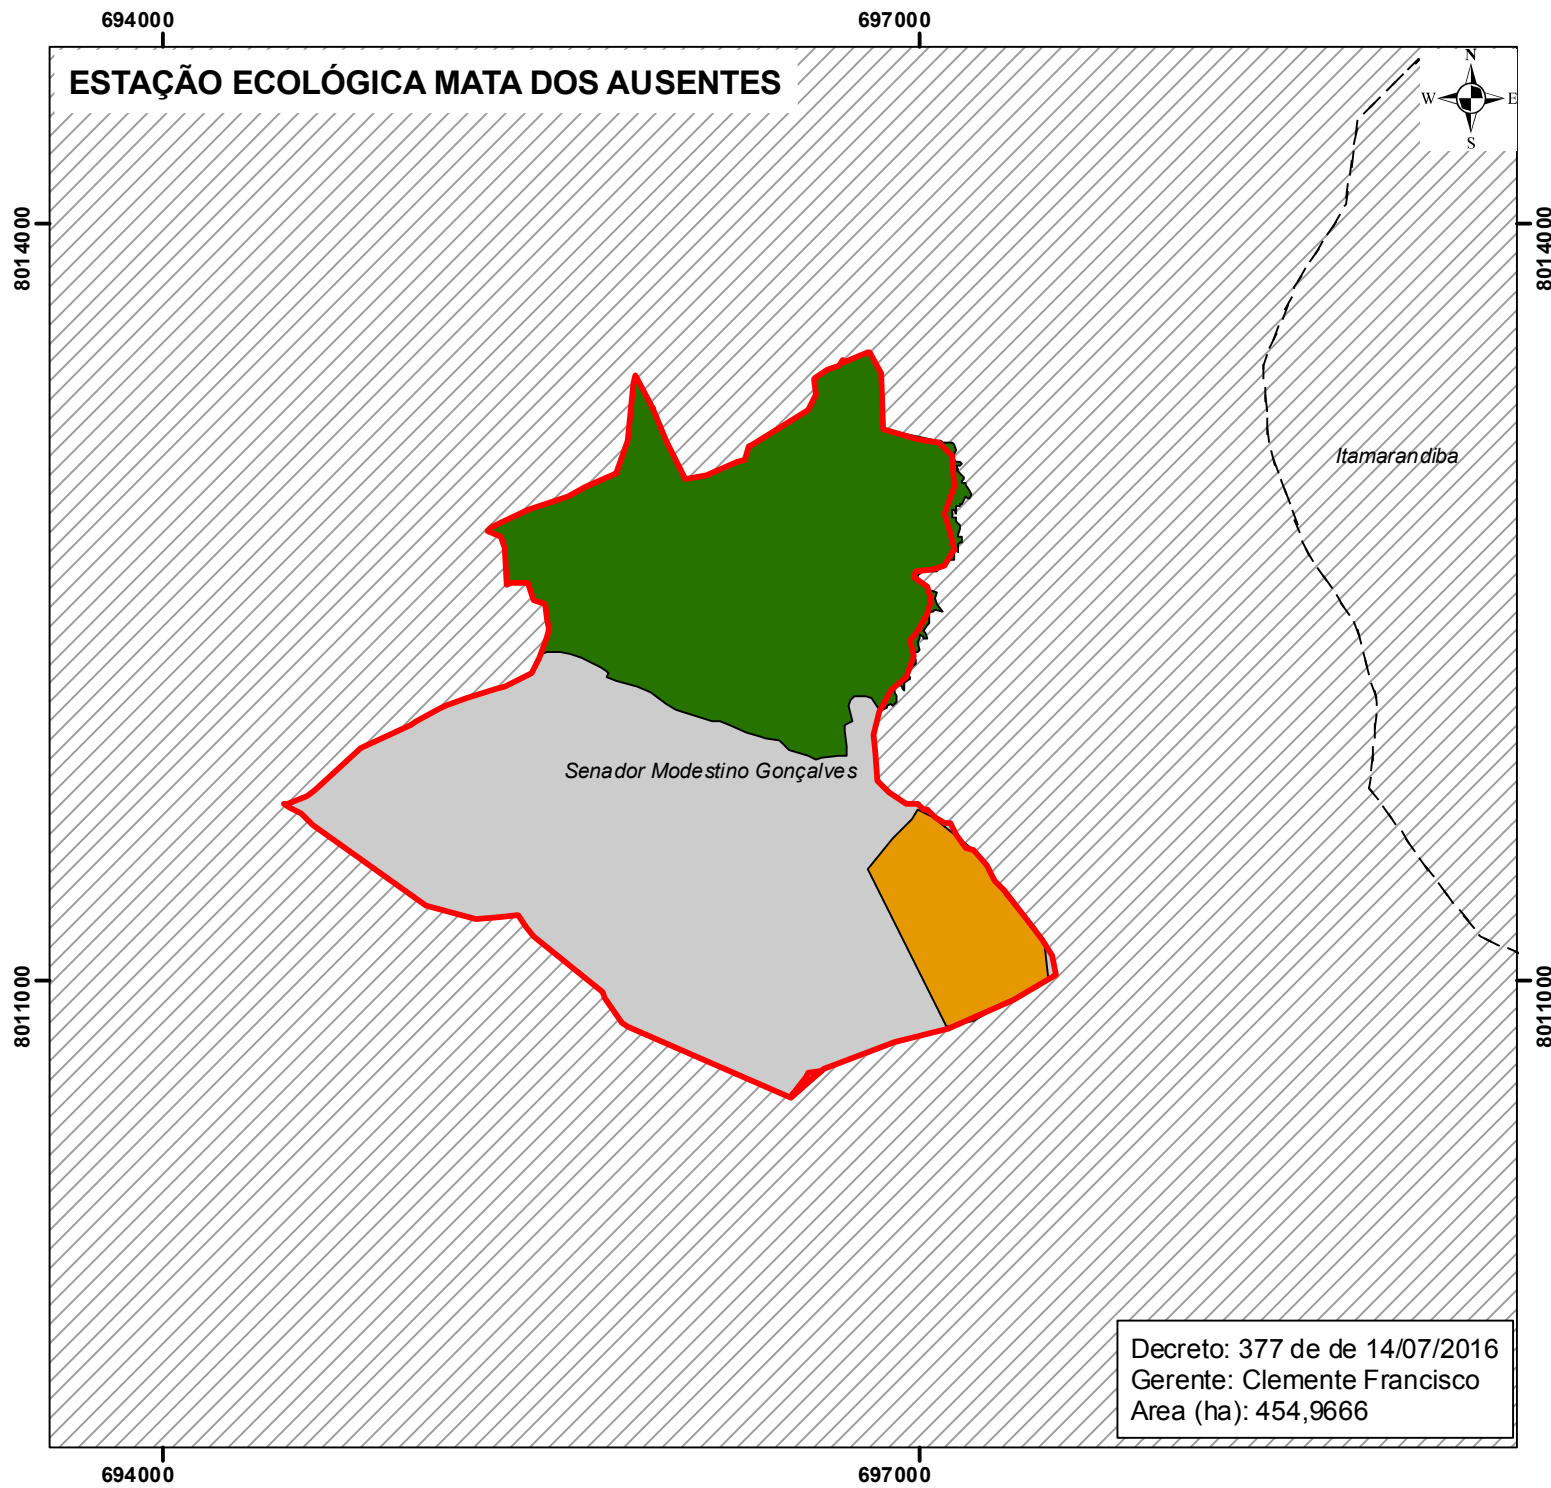 694000
697000
ESTAÇÃO ECOLÓGICA MATA DOS AUSENTES
N
W
E
S
8014000
8014000
Itamarandiba
Senador Modestino Gonçalves
8011000
8011000
Decreto: 377 de de 14/07/2016
Gerente: Clemente Francisco
Area (ha): 454,9666
694000
697000